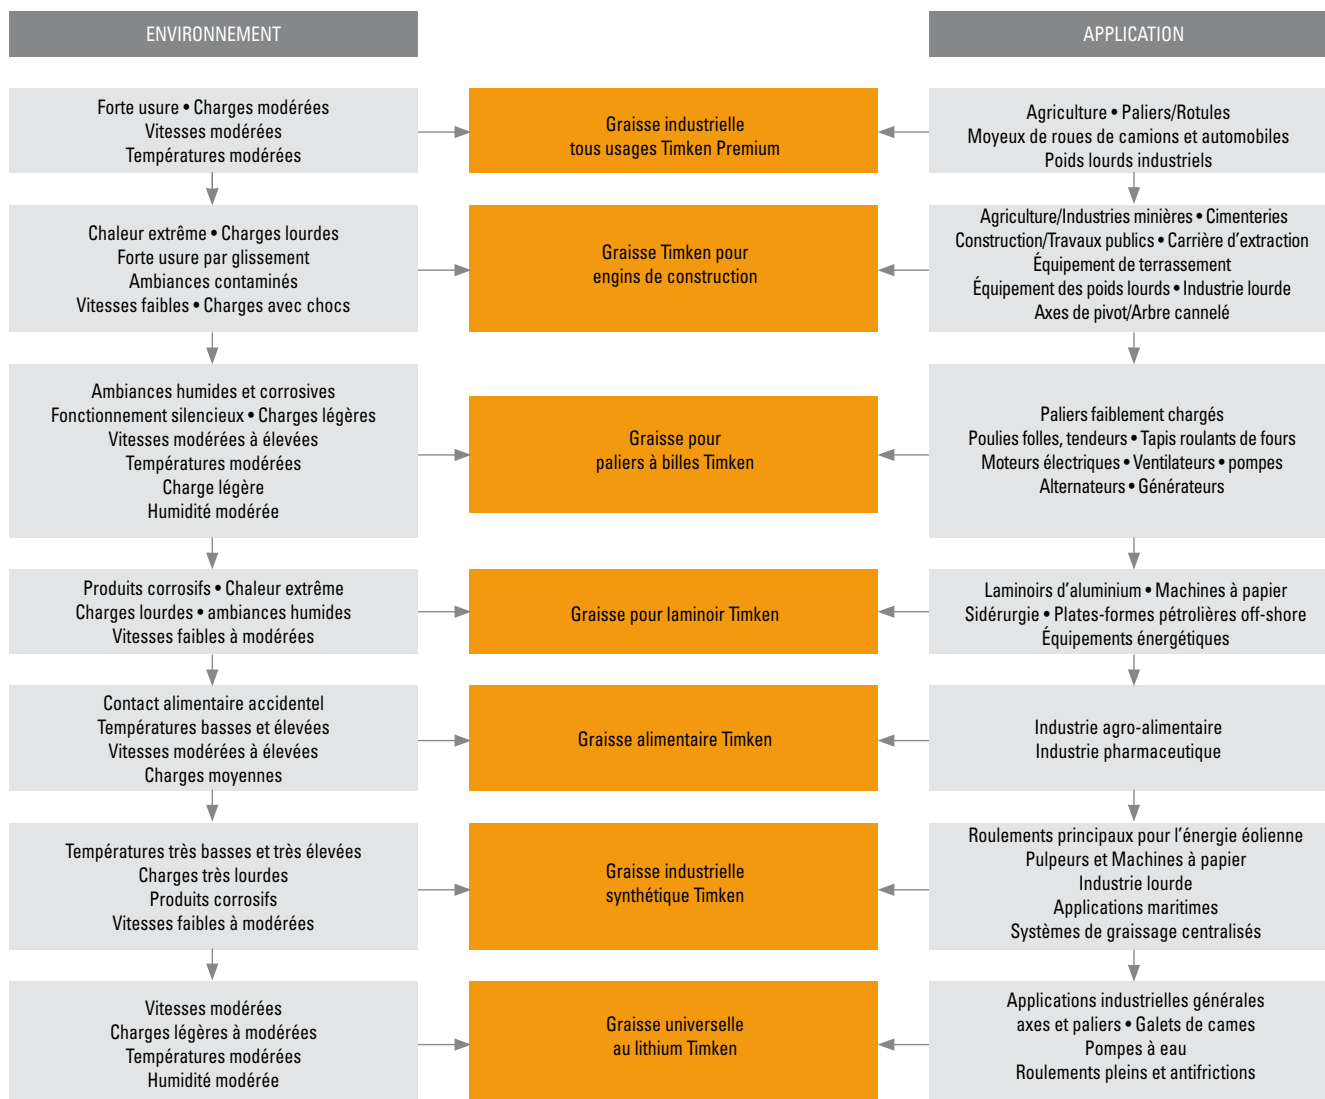 ENVIRONNEMENT
APPLICATION
Forte usure • Charges modérées
Vitesses modérées
Températures modérées
Graisse industrielle
tous usages Timken Premium
Agriculture • Paliers/Rotules
Moyeux de roues de camions et automobiles
Poids lourds industriels
Chaleur extrême • Charges lourdes
Forte usure par glissement
Ambiances contaminés
Vitesses faibles • Charges avec chocs
Graisse Timken pour
engins de construction
Agriculture/Industries minières • Cimenteries
Construction/Travaux publics • Carrière d'extraction
Équipement de terrassement
Équipement des poids lourds • Industrie lourde
Axes de pivot/Arbre cannelé
Ambiances humides et corrosives
Fonctionnement silencieux • Charges légères
Vitesses modérées à élevées
Températures modérées
Charge légère
Humidité modérée
Graisse pour
paliers à billes Timken
Paliers faiblement chargés
Poulies folles, tendeurs • Tapis roulants de fours
Moteurs électriques • Ventilateurs • pompes
Alternateurs • Générateurs
Produits corrosifs • Chaleur extrême
Charges lourdes • ambiances humides
Vitesses faibles à modérées
Graisse pour laminoir Timken
Laminoirs d'aluminium • Machines à papier
Sidérurgie • Plates-formes pétrolières off-shore
Équipements énergétiques
Contact alimentaire accidentel
Températures basses et élevées
Vitesses modérées à élevées
Charges moyennes
Graisse alimentaire Timken
Industrie agro-alimentaire
Industrie pharmaceutique
Températures très basses et très élevées
Charges très lourdes
Produits corrosifs
Vitesses faibles à modérées
Graisse industrielle
synthétique Timken
Roulements principaux pour l'énergie éolienne
Pulpeurs et Machines à papier
Industrie lourde
Applications maritimes
Systèmes de graissage centralisés
Vitesses modérées
Charges légères à modérées
Températures modérées
Humidité modérée
Graisse universelle
au lithium Timken
Applications industrielles générales
axes et paliers • Galets de cames
Pompes à eau
Roulements pleins et antifrictions